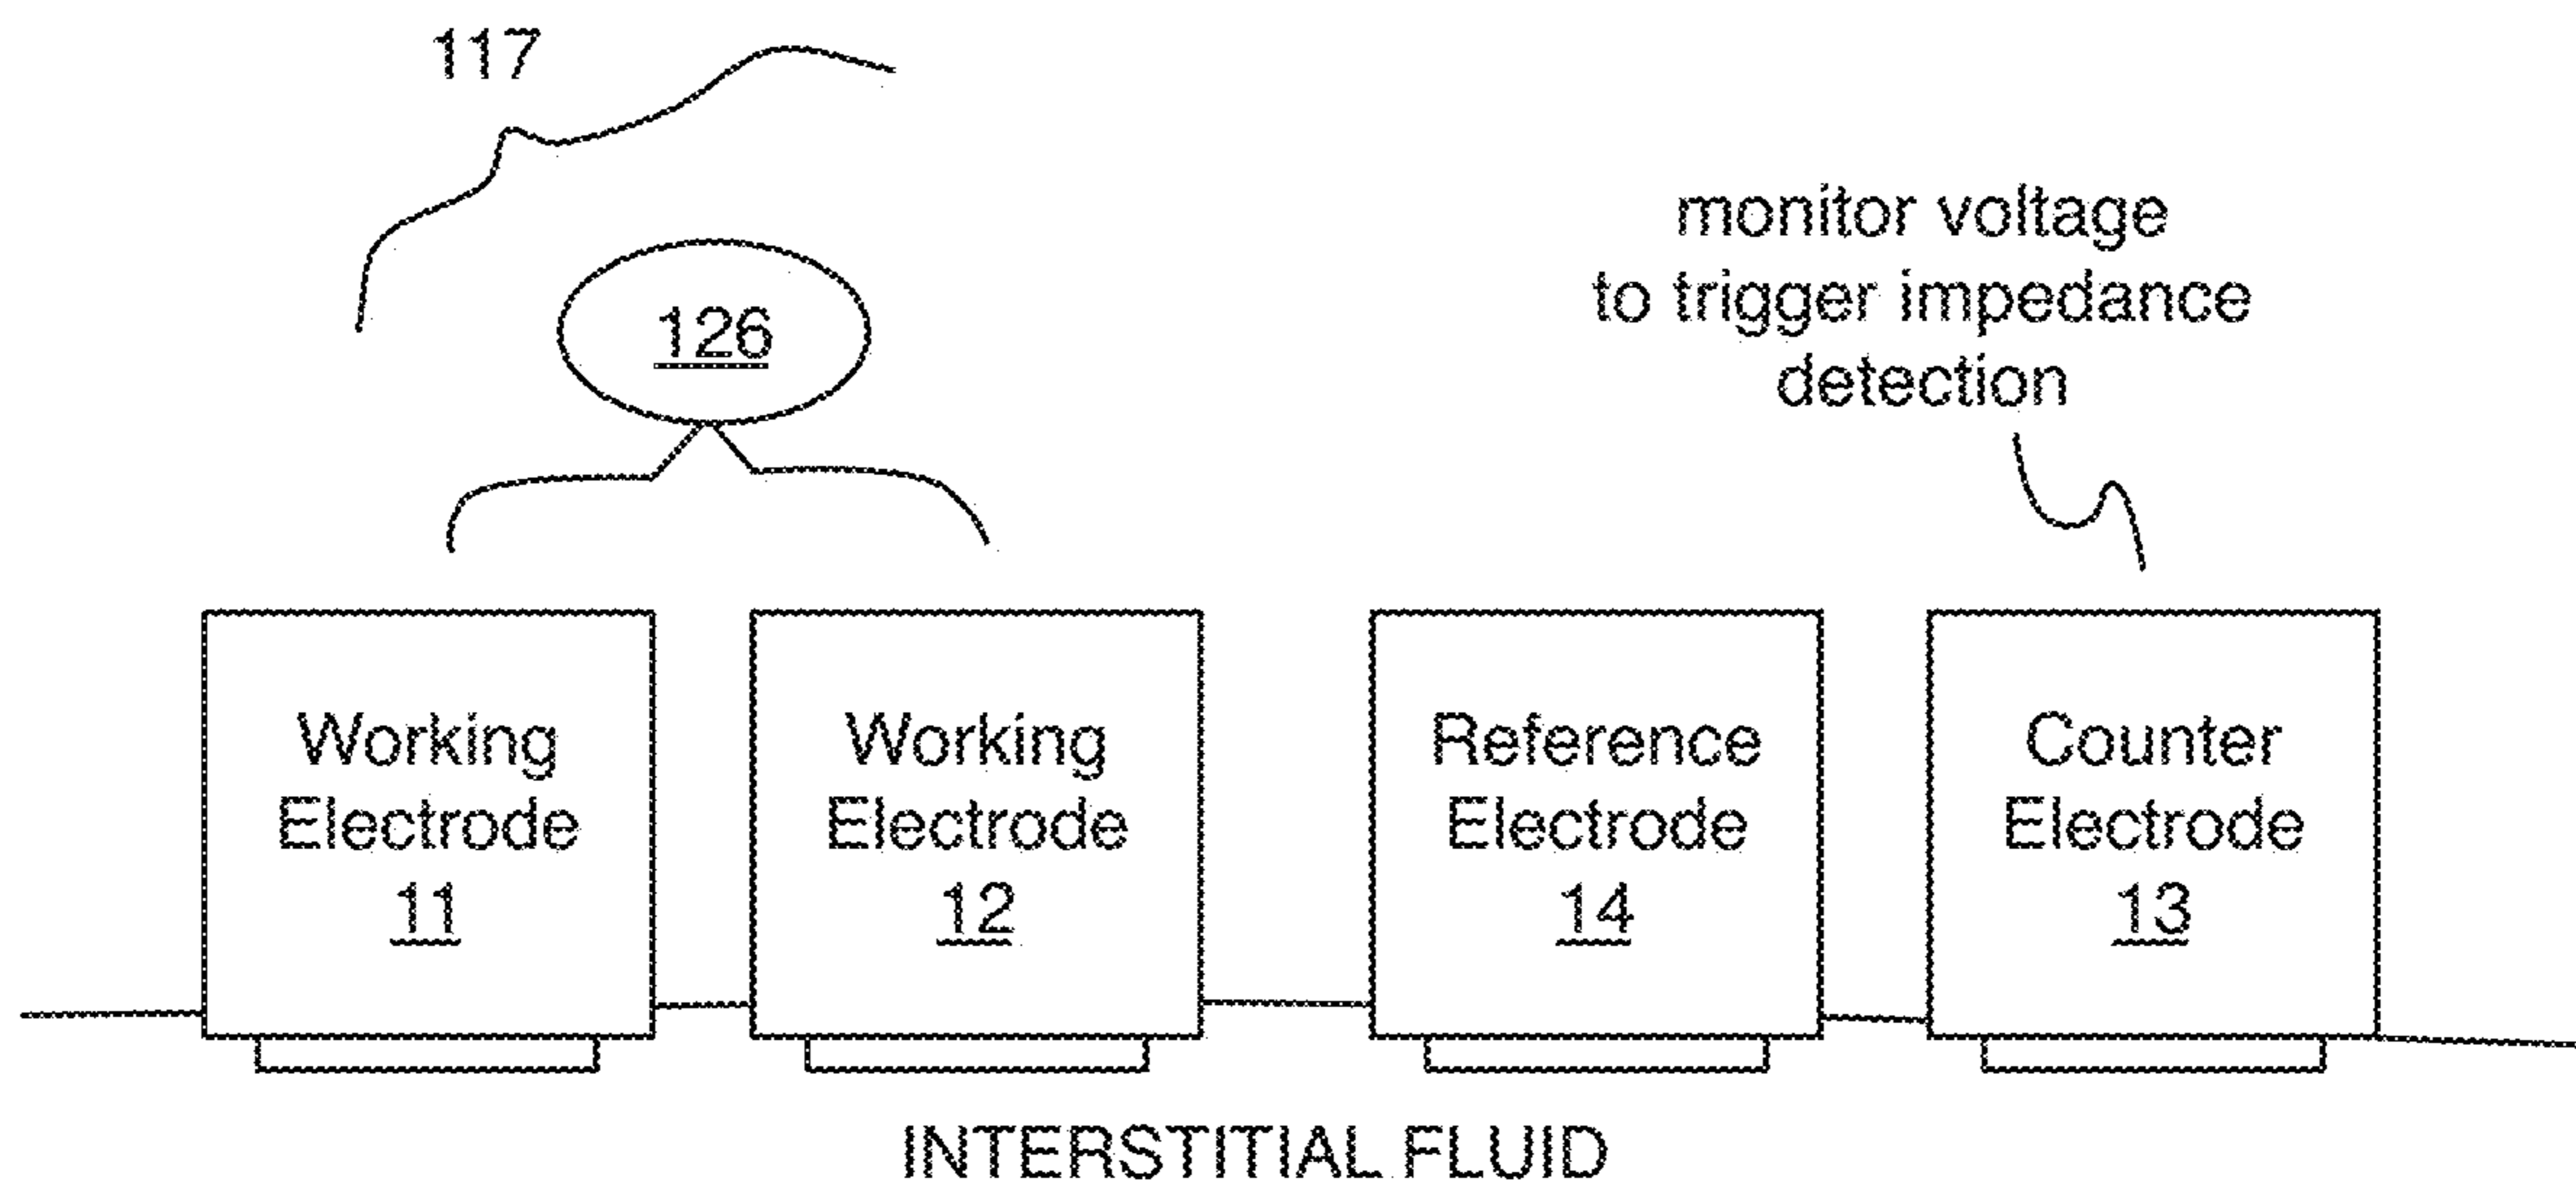 117
126
monitor voltage
to trigger impedance
detection
Working
Electrode
11
Working
Electrode
12
Reference
Electrode
14
Counter
Electrode
13
INTERSTITIAL FLUID